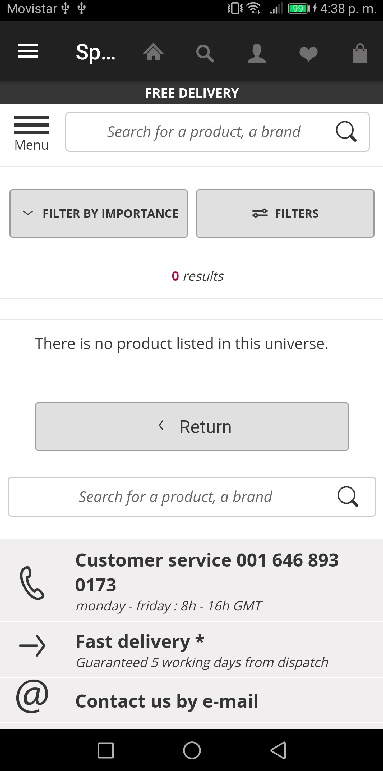 Movistar 99 4:38 p. m.
Sp...
FREE DELIVERY
Menu
Search for a product, a brand
FILTER BY IMPORTANCE
FILTERS
0 results
There is no product listed in this universe.
Return
Search for a product, a brand
Customer service 001 646 893
0173
monday - friday : 8h - 16h GMT
Fast delivery *
Guaranteed 5 working days from dispatch
@ Contact us by e-mail